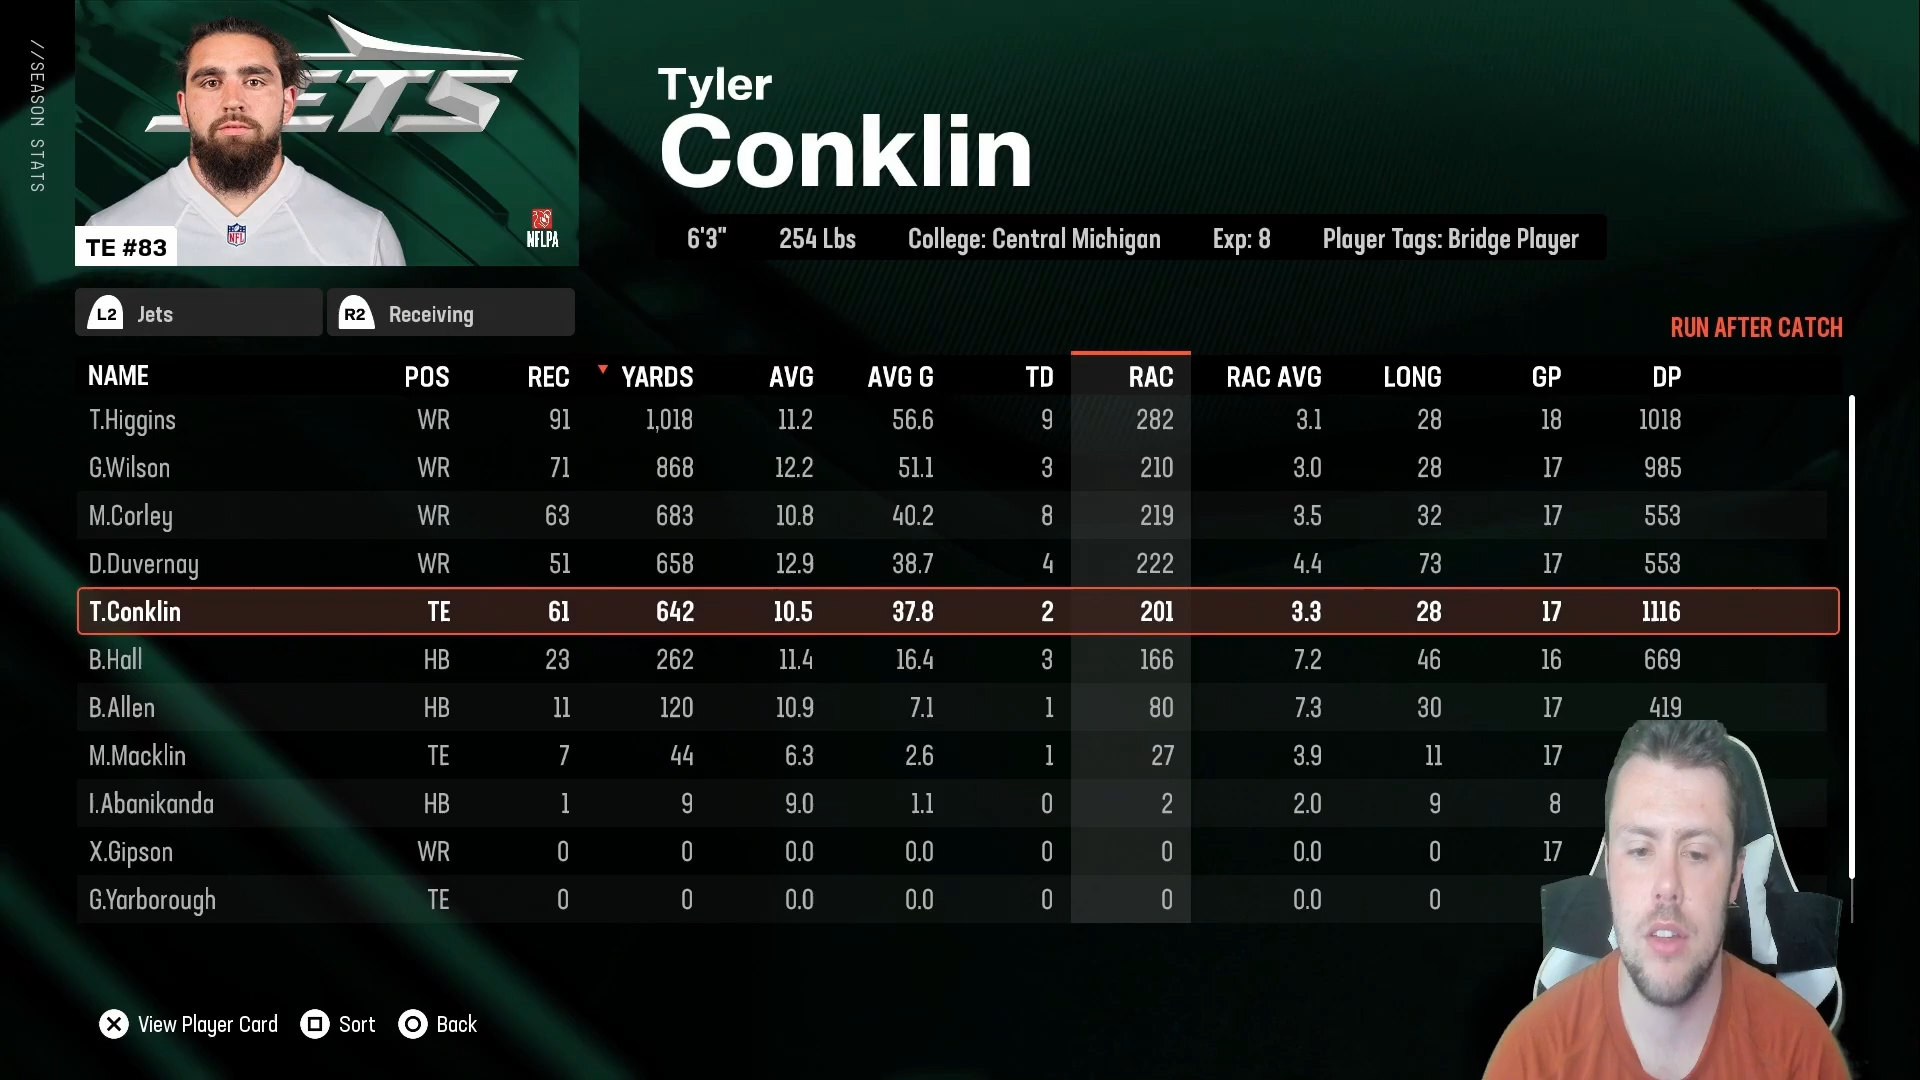 //SEASON STATS
JETS
TE #83
NFL
NFLPA
Tyler
Conklin
6'3" 254 Lbs College: Central Michigan Exp: 8 Player Tags: Bridge Player
L2 Jets R2 Receiving
RUN AFTER CATCH
NAME POS REC YARDS AVG AVG G TD RAC RAC AVG LONG GP DP
T.Higgins WR 91 1,018 11.2 56.6 9 282 3.1 28 18 1018
G.Wilson WR 71 868 12.2 51.1 3 210 3.0 28 17 985
M.Corley WR 63 683 10.8 40.2 8 219 3.5 32 17 553
D.Duvernay WR 51 658 12.9 38.7 4 222 4.4 73 17 553
T.Conklin TE 61 642 10.5 37.8 2 201 3.3 28 17 1116
B.Hall HB 23 262 11.4 16.4 3 166 7.2 46 16 669
B.Allen HB 11 120 10.9 7.1 1 80 7.3 30 17 419
M.Macklin TE 7 44 6.3 2.6 1 27 3.9 11 17
I.Abanikanda HB 1 9 9.0 1.1 0 2 2.0 9 8
X.Gipson WR 0 0 0.0 0.0 0 0 0.0 0 17
G.Yarborough TE 0 0 0.0 0.0 0 0 0.0 0
View Player Card Sort Back